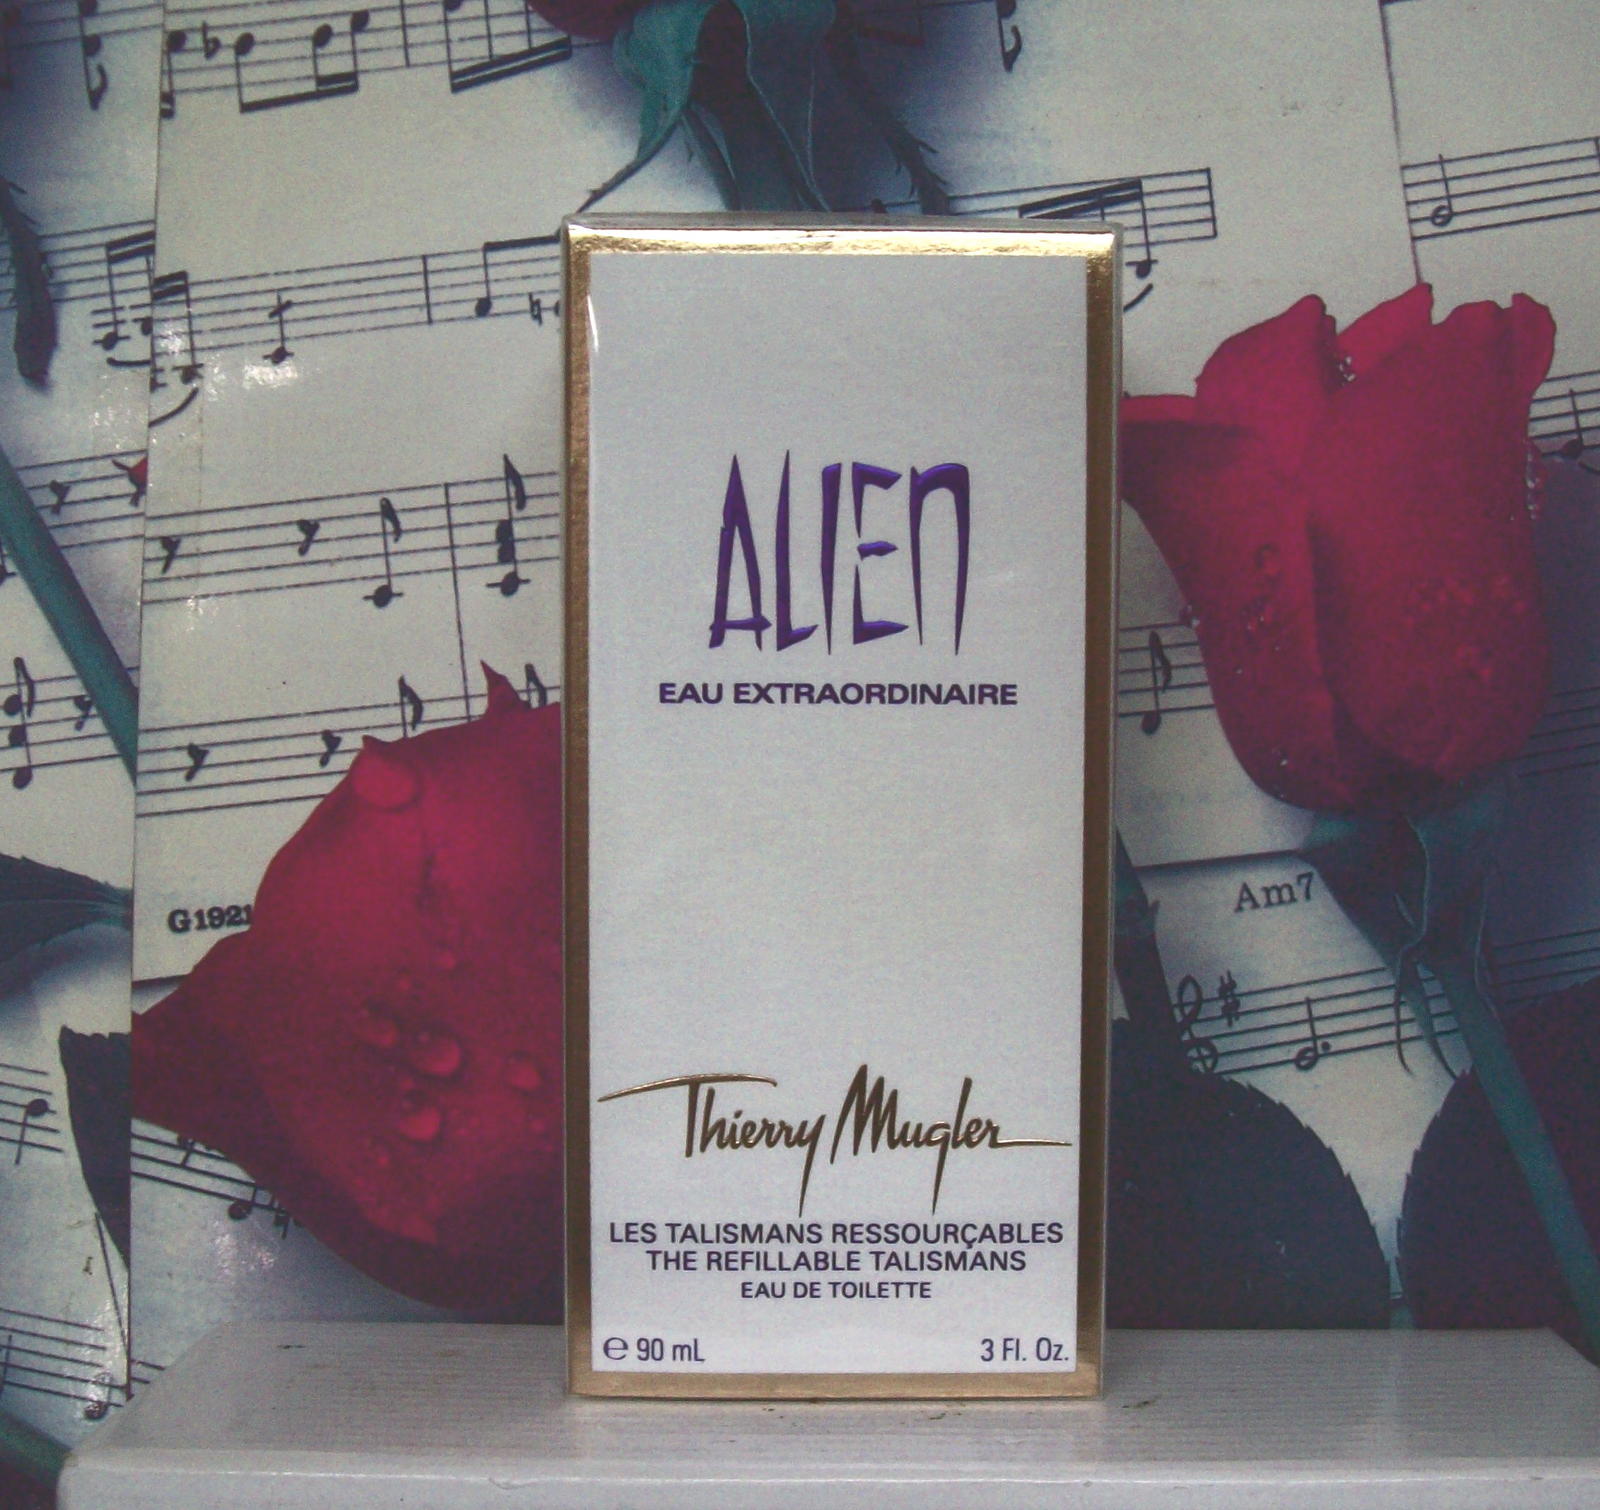 ALIEN
EAU EXTRAORDINAIRE
G1921
Am7
Thierry Mugler
LES TALISMANS RESSOURÇABLES
THE REFILLABLE TALISMANS
EAU DE TOILETTE
℮ 90 mL 3 Fl. Oz.